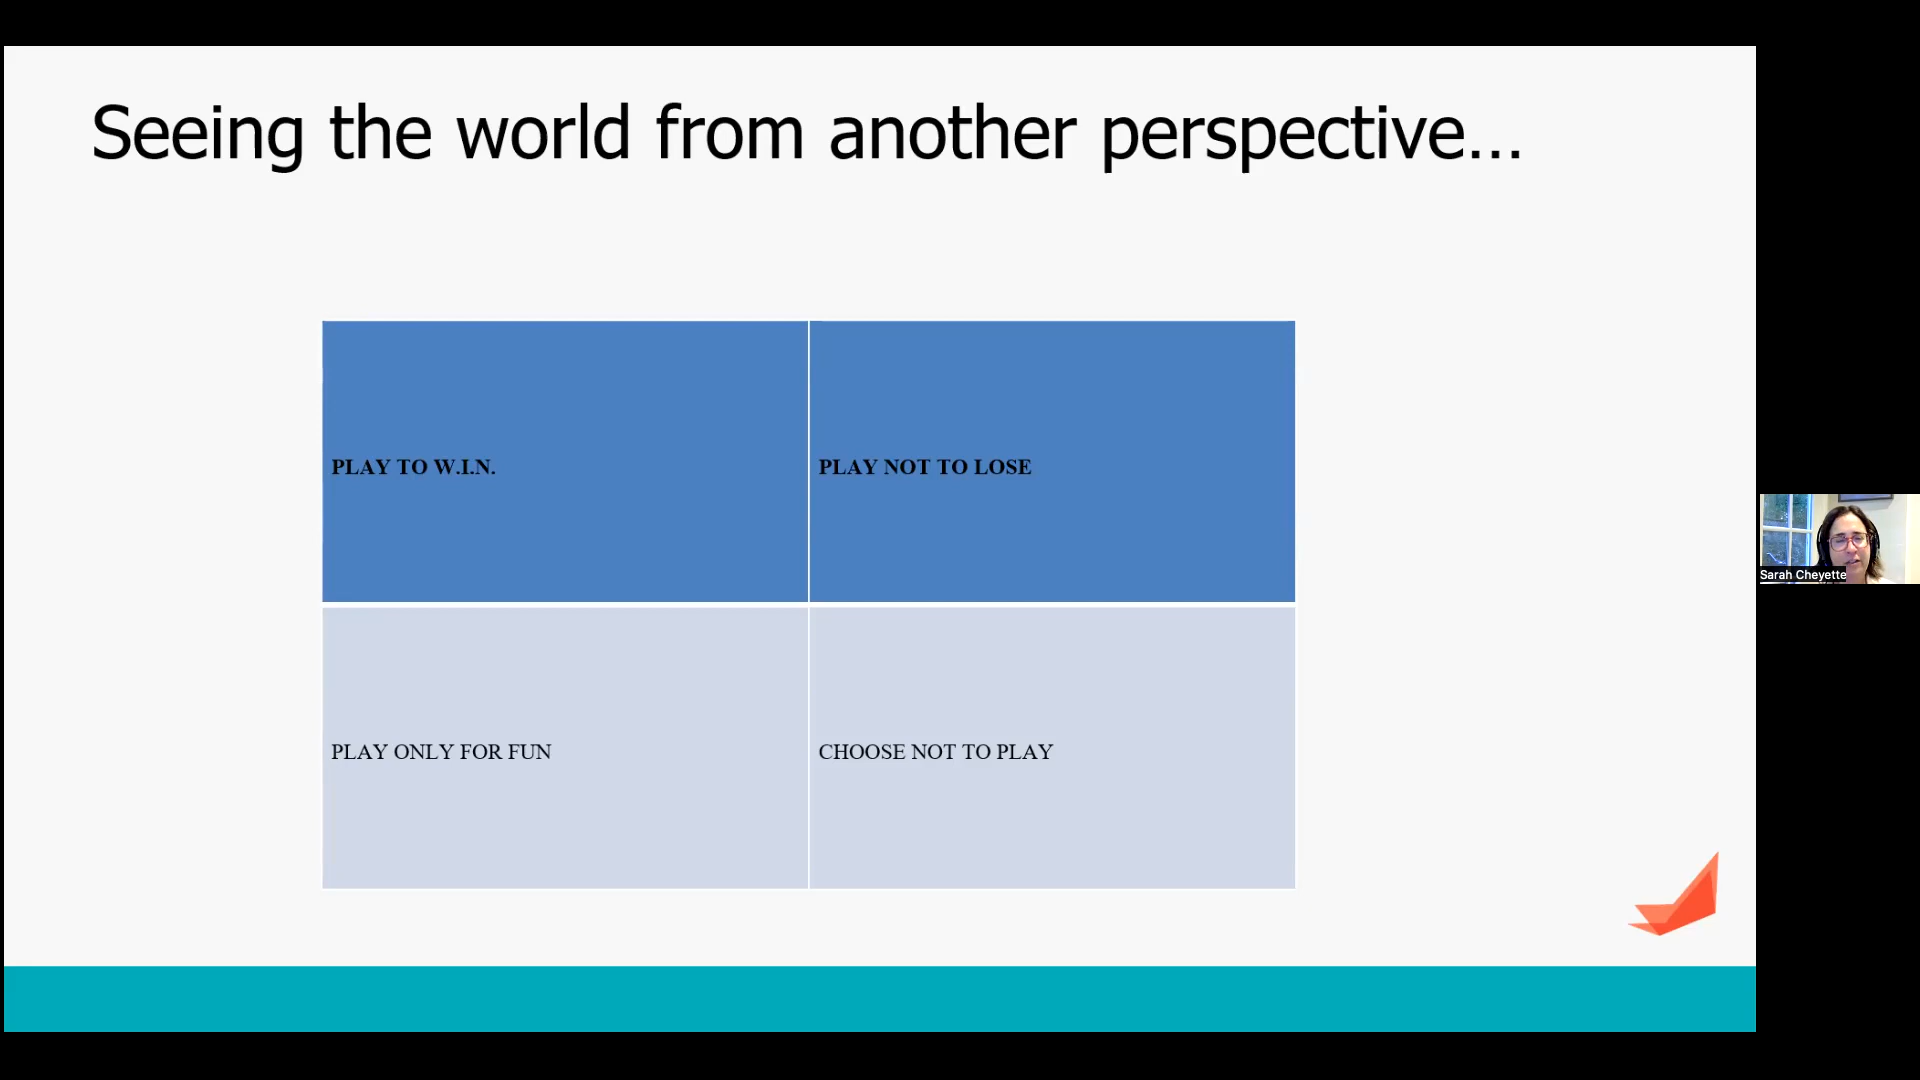 Seeing the world from another perspective...
PLAY TO W.I.N.
PLAY NOT TO LOSE
PLAY ONLY FOR FUN
CHOOSE NOT TO PLAY
Sarah Cheyette